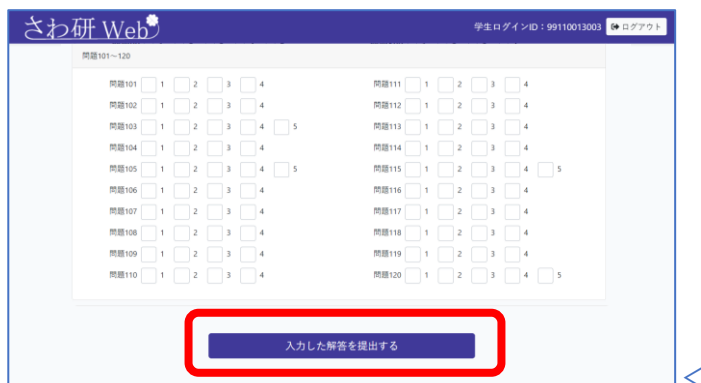 さわ研 Web
学生ログインID：99110013003 ログアウト
問題101～120
問題101 1 2 3 4
問題102 1 2 3 4
問題103 1 2 3 4 5
問題104 1 2 3 4
問題105 1 2 3 4 5
問題106 1 2 3 4
問題107 1 2 3 4
問題108 1 2 3 4
問題109 1 2 3 4
問題110 1 2 3 4
問題111 1 2 3 4
問題112 1 2 3 4
問題113 1 2 3 4
問題114 1 2 3 4
問題115 1 2 3 4 5
問題116 1 2 3 4
問題117 1 2 3 4
問題118 1 2 3 4
問題119 1 2 3 4
問題120 1 2 3 4 5
入力した解答を提出する